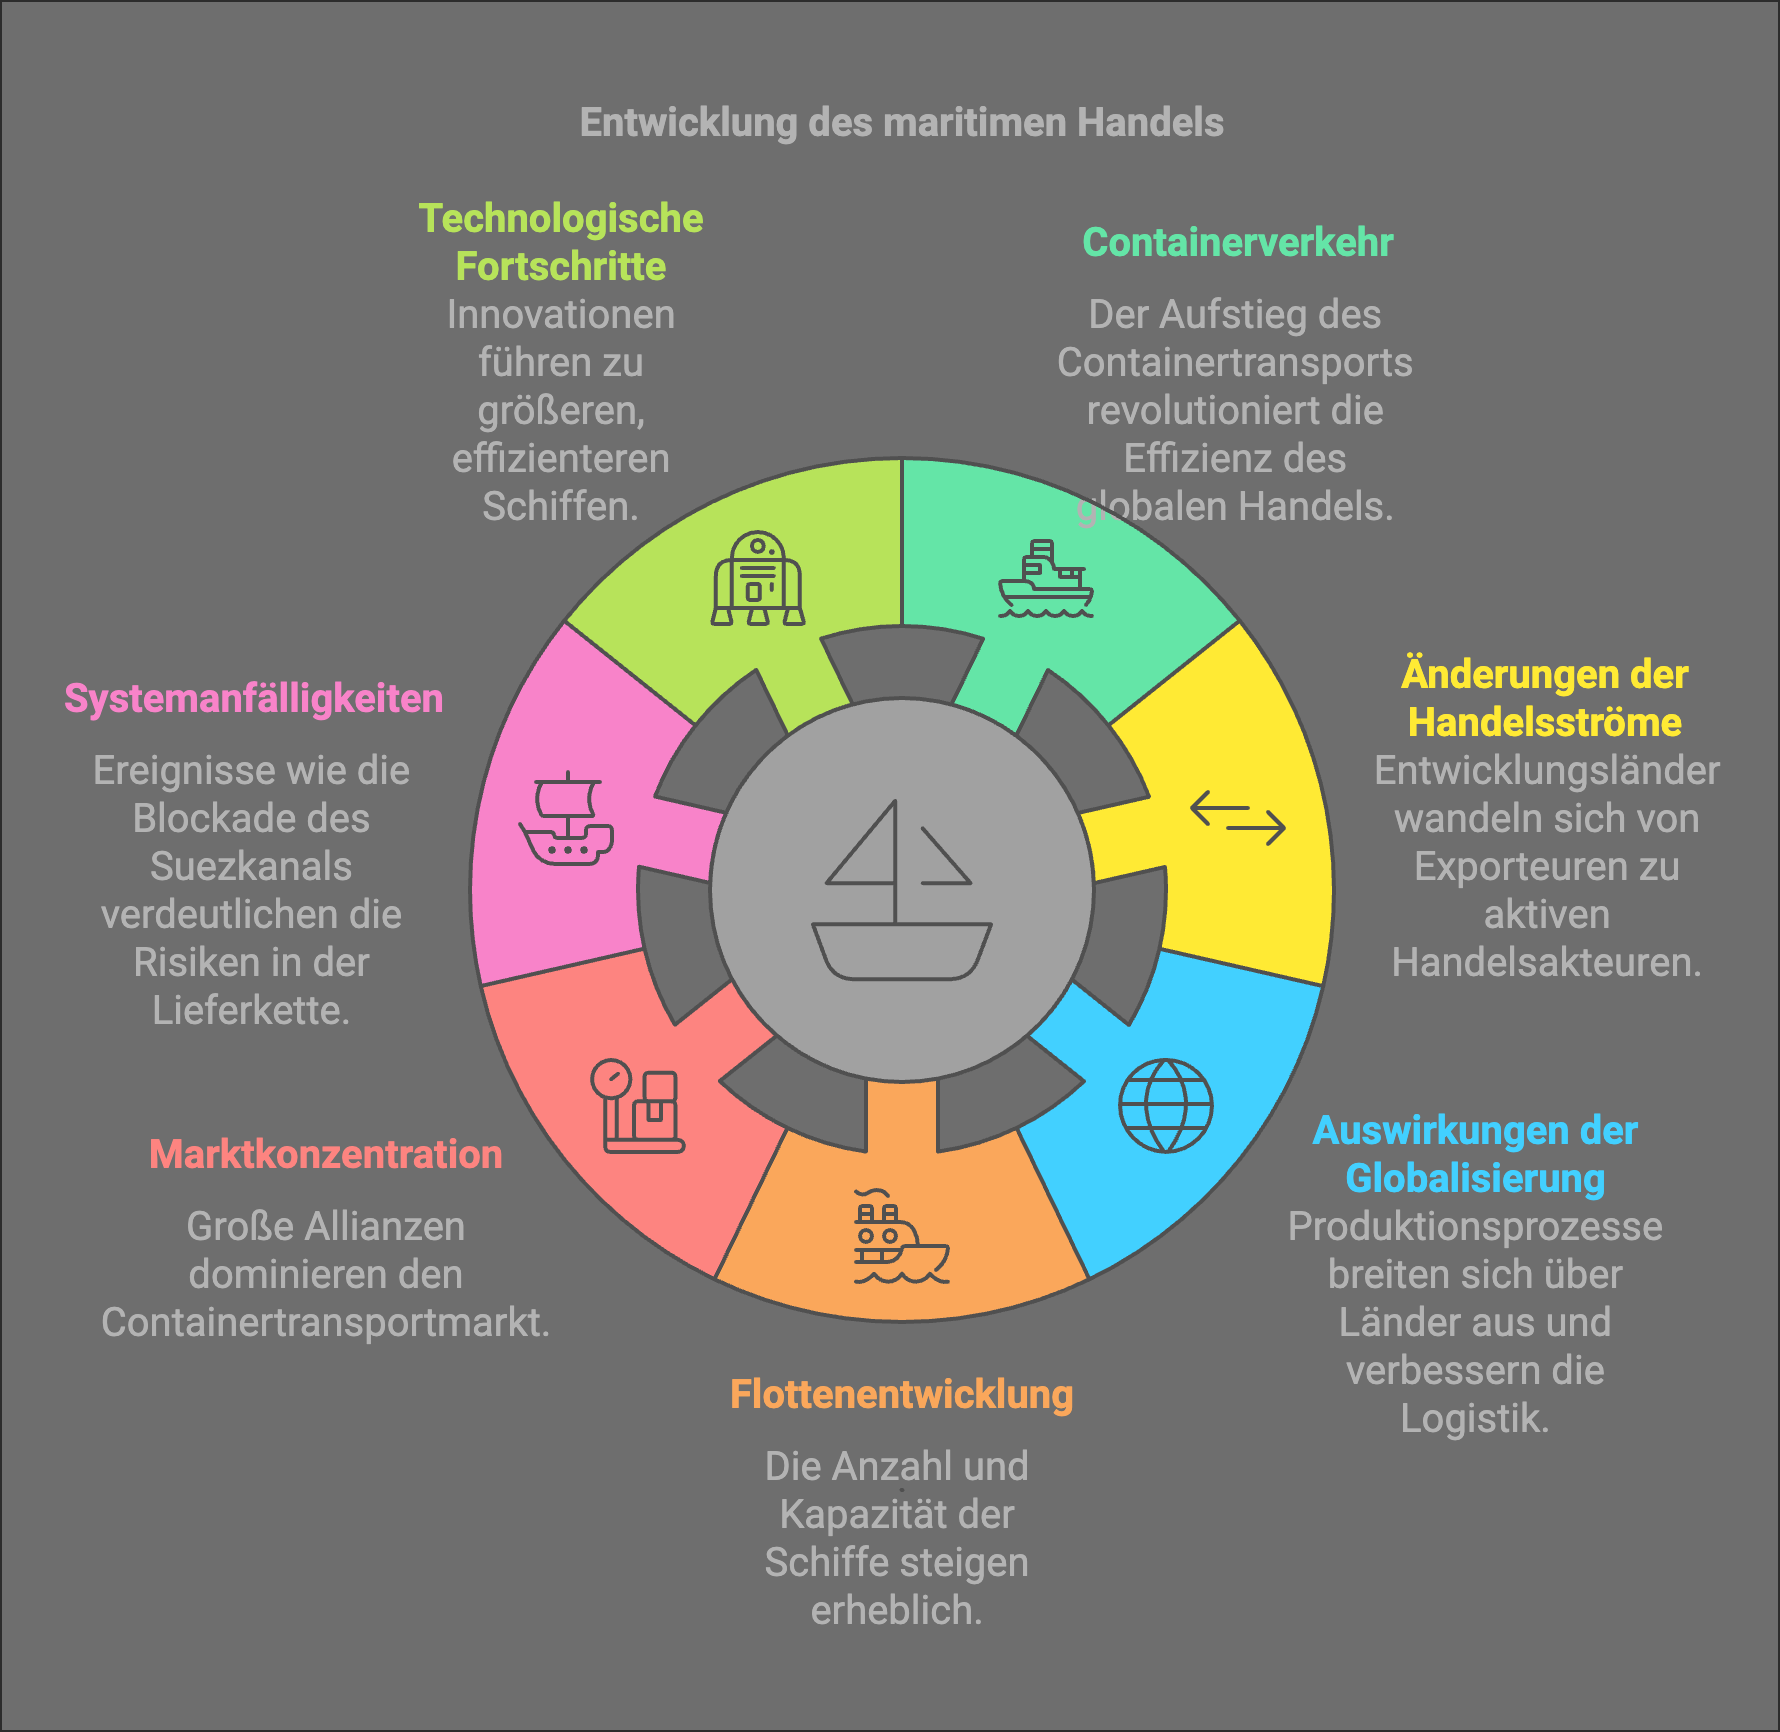 Entwicklung des maritimen Handels
Technologische
Fortschritte
Innovationen
führen zu
größeren,
effizienteren
Schiffen.
Containerverkehr
Der Aufstieg des
Containertransports
revolutioniert die
Effizienz des
globalen Handels.
Änderungen der
Handelsströme
Entwicklungsländer
wandeln sich von
Exporteuren zu
aktiven
Handelsakteuren.
Systemanfälligkeiten
Ereignisse wie die
Blockade des
Suezkanals
verdeutlichen die
Risiken in der
Lieferkette.
Auswirkungen der
Globalisierung
Produktionsprozesse
breiten sich über
Länder aus und
verbessern die
Logistik.
Marktkonzentration
Große Allianzen
dominieren den
Containertransportmarkt.
Flottenentwicklung
Die Anzahl und
Kapazität der
Schiffe steigen
erheblich.